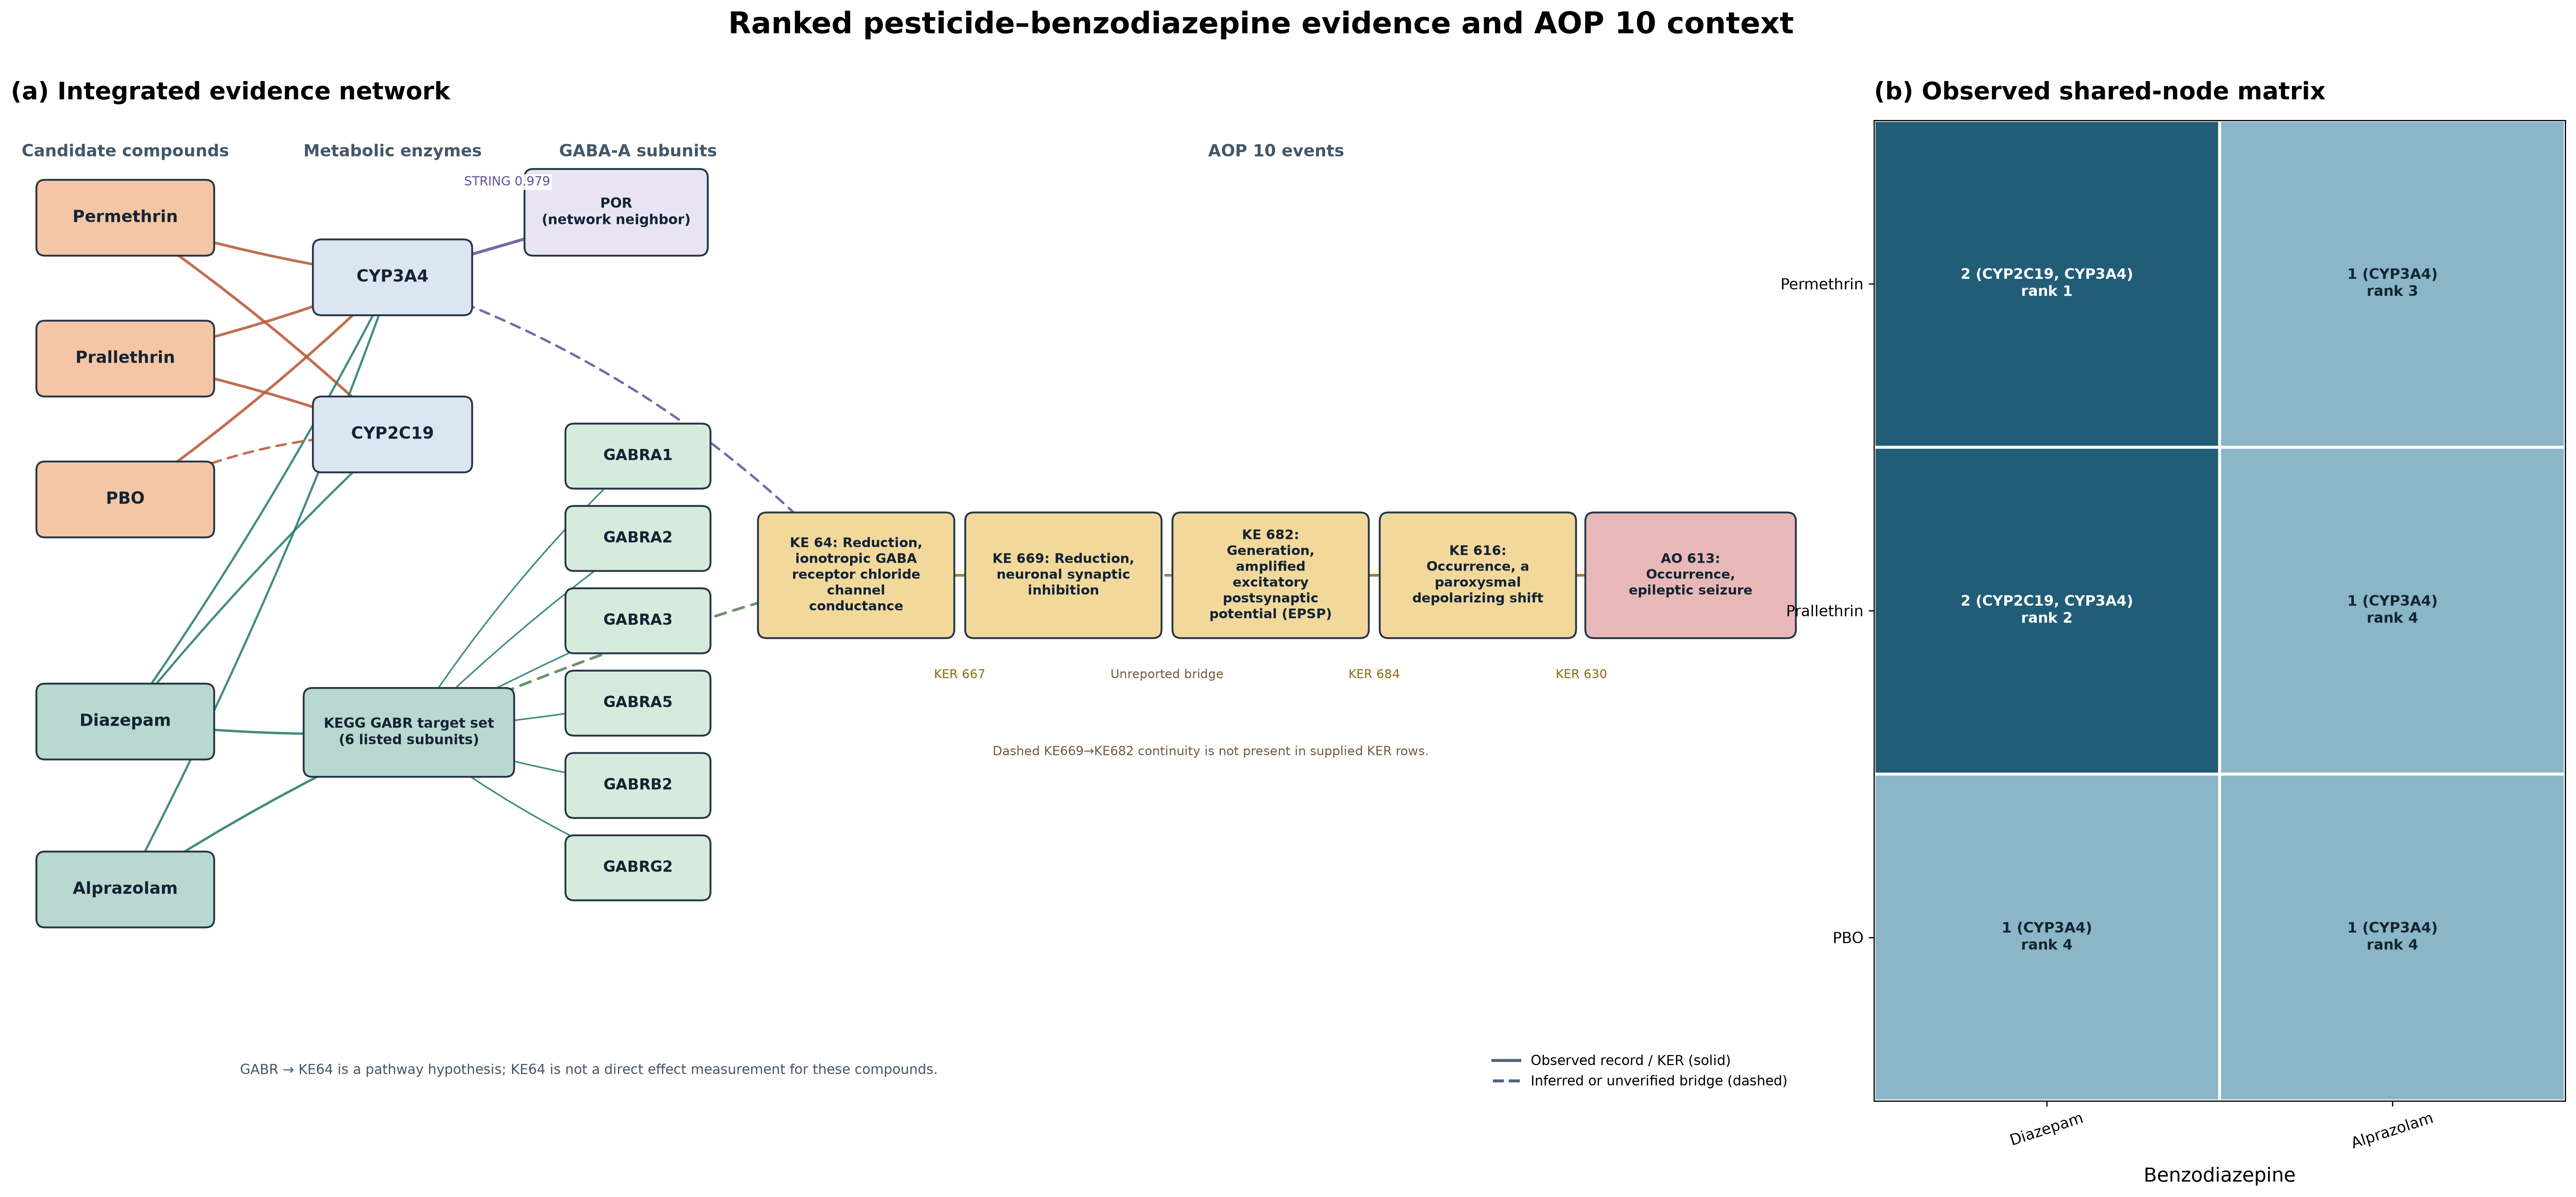 Ranked pesticide–benzodiazepine evidence and AOP 10 context
(a) Integrated evidence network
Candidate compounds
Metabolic enzymes
GABA-A subunits
AOP 10 events
STRING 0.979
Permethrin
Prallethrin
PBO
Diazepam
Alprazolam
CYP3A4
CYP2C19
KEGG GABR target set
(6 listed subunits)
POR
(network neighbor)
GABRA1
GABRA2
GABRA3
GABRA5
GABRB2
GABRG2
KE 64: Reduction,
ionotropic GABA
receptor chloride
channel
conductance
KE 669: Reduction,
neuronal synaptic
inhibition
KE 682:
Generation,
amplified
excitatory
postsynaptic
potential (EPSP)
KE 616:
Occurrence, a
paroxysmal
depolarizing shift
AO 613:
Occurrence,
epileptic seizure
KER 667
Unreported bridge
KER 684
KER 630
Dashed KE669→KE682 continuity is not present in supplied KER rows.
GABR → KE64 is a pathway hypothesis; KE64 is not a direct effect measurement for these compounds.
Observed record / KER (solid)
Inferred or unverified bridge (dashed)
(b) Observed shared-node matrix
Permethrin
2 (CYP2C19, CYP3A4)
rank 1
1 (CYP3A4)
rank 3
Prallethrin
2 (CYP2C19, CYP3A4)
rank 2
1 (CYP3A4)
rank 4
PBO
1 (CYP3A4)
rank 4
1 (CYP3A4)
rank 4
Diazepam
Alprazolam
Benzodiazepine